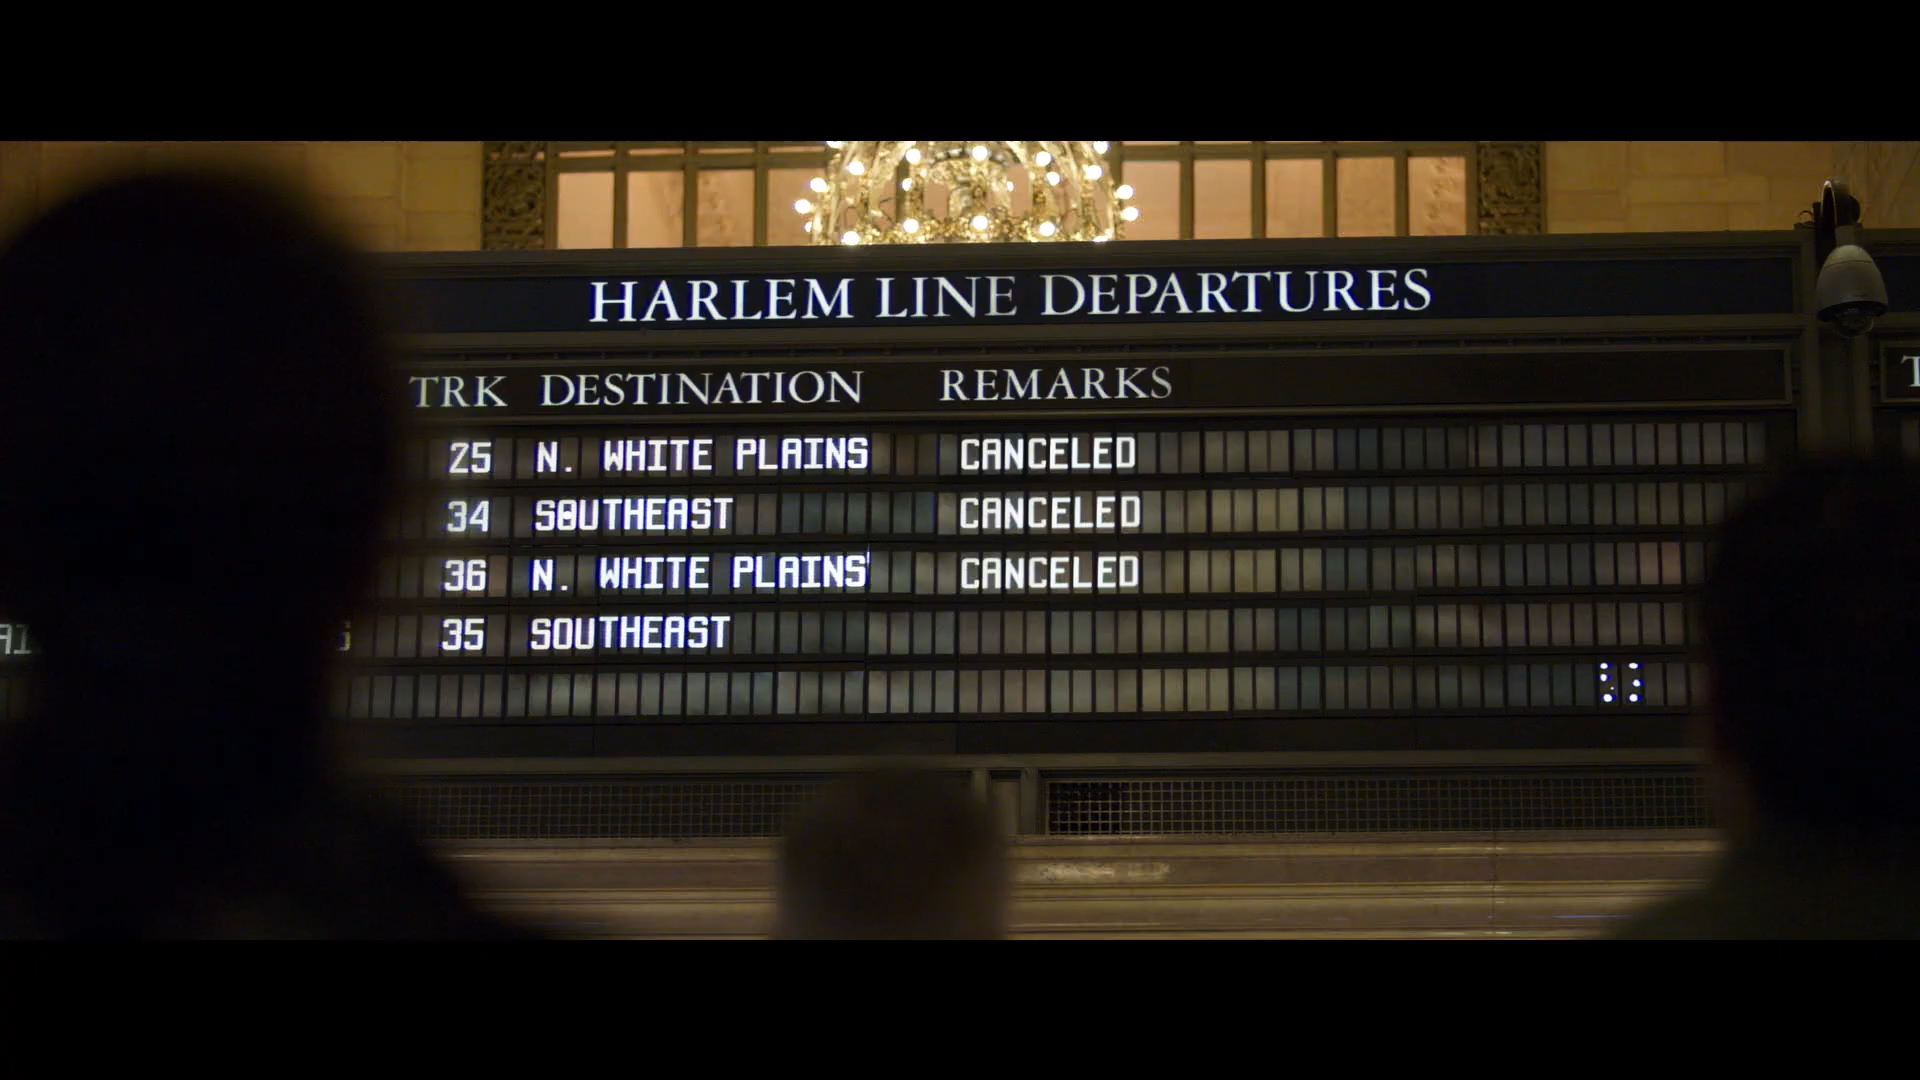 HARLEM LINE DEPARTURES
TRK DESTINATION REMARKS
25 N. WHITE PLAINS CANCELED
34 SOUTHEAST CANCELED
36 N. WHITE PLAINS CANCELED
35 SOUTHEAST